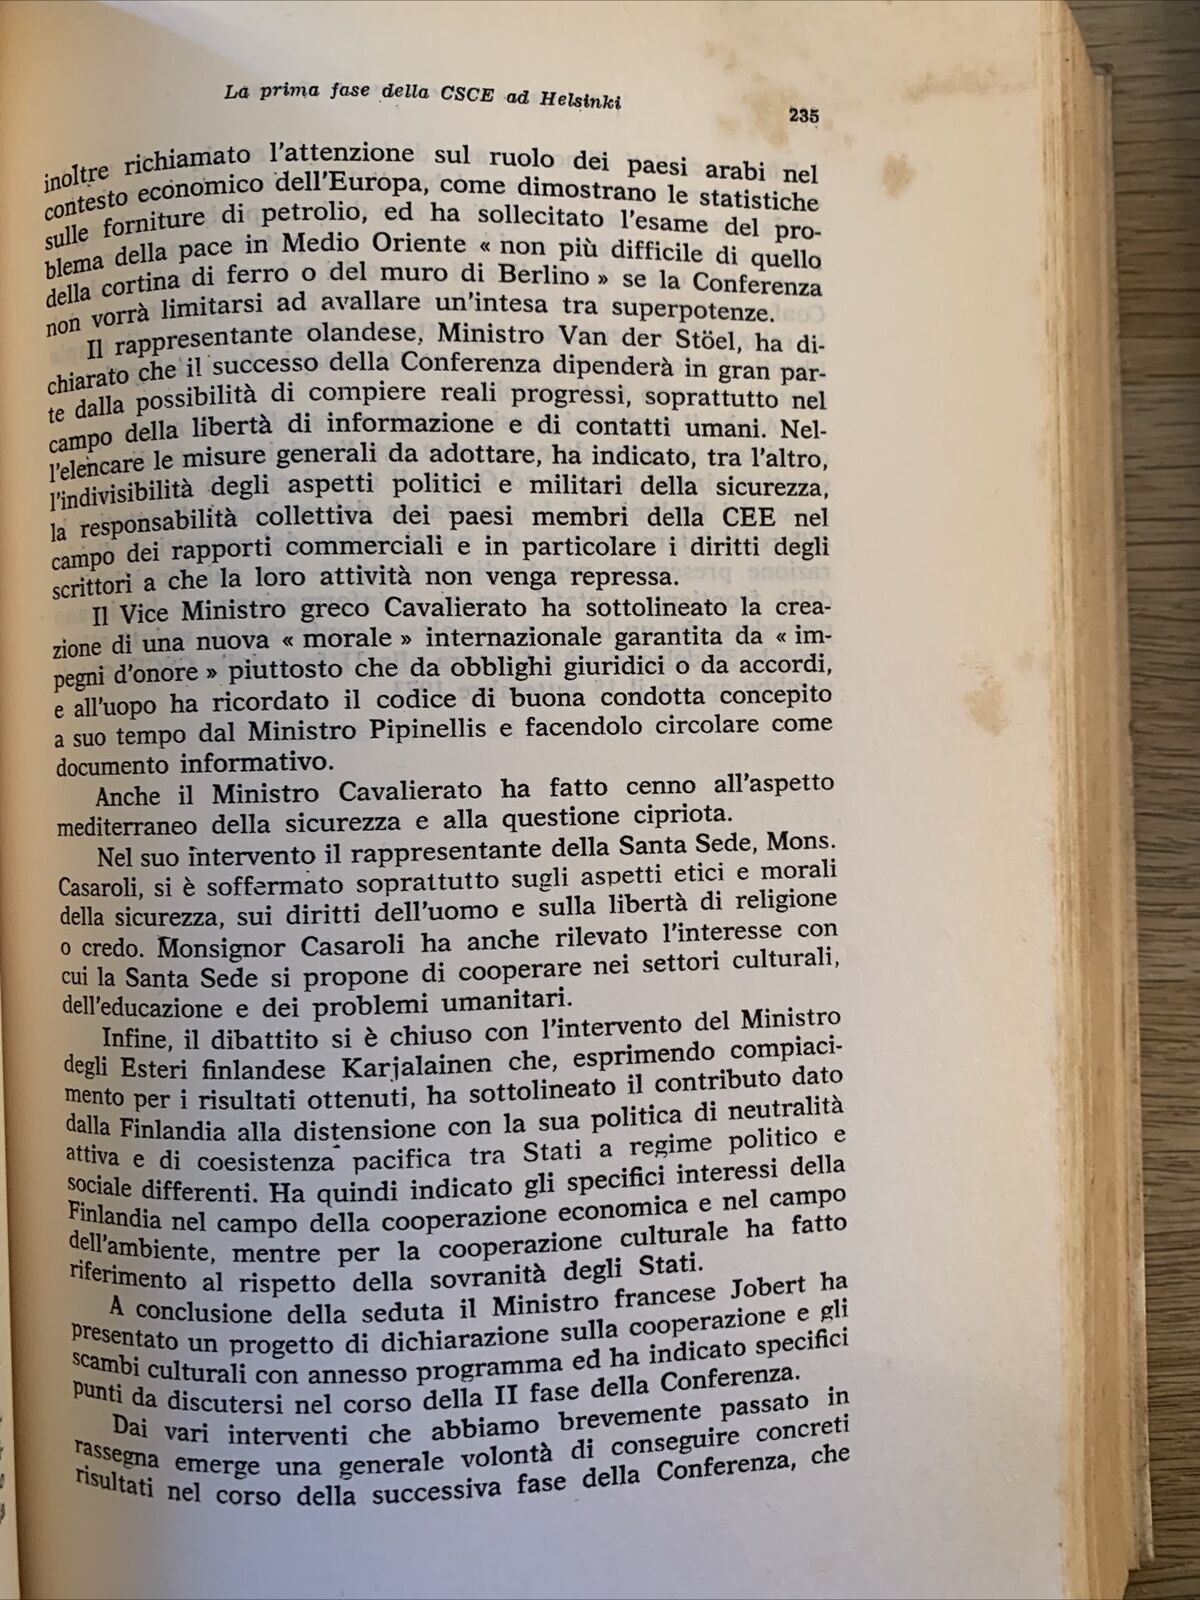 La prima fase della CSCE ad Helsinki
235
inoltre richiamato l'attenzione sul ruolo dei paesi arabi nel
contesto economico dell'Europa, come dimostrano le statistiche
sulle forniture di petrolio, ed ha sollecitato l'esame del pro-
blema della pace in Medio Oriente « non più difficile di quello
della cortina di ferro o del muro di Berlino » se la Conferenza
non vorrà limitarsi ad avallare un'intesa tra superpotenze.
Il rappresentante olandese, Ministro Van der Stöel, ha di-
chiarato che il successo della Conferenza dipenderà in gran par-
te dalla possibilità di compiere reali progressi, soprattutto nel
campo della libertà di informazione e di contatti umani. Nel-
l'elencare le misure generali da adottare, ha indicato, tra l'altro,
l'indivisibilità degli aspetti politici e militari della sicurezza,
la responsabilità collettiva dei paesi membri della CEE nel
campo dei rapporti commerciali e in particolare i diritti degli
scrittori a che la loro attività non venga repressa.
Il Vice Ministro greco Cavalierato ha sottolineato la crea-
zione di una nuova « morale » internazionale garantita da « im-
pegni d'onore » piuttosto che da obblighi giuridici o da accordi,
e all'uopo ha ricordato il codice di buona condotta concepito
a suo tempo dal Ministro Pipinellis e facendolo circolare come
documento informativo.
Anche il Ministro Cavalierato ha fatto cenno all'aspetto
mediterraneo della sicurezza e alla questione cipriota.
Nel suo intervento il rappresentante della Santa Sede, Mons.
Casaroli, si è soffermato soprattutto sugli aspetti etici e morali
della sicurezza, sui diritti dell'uomo e sulla libertà di religione
o credo. Monsignor Casaroli ha anche rilevato l'interesse con
cui la Santa Sede si propone di cooperare nei settori culturali,
dell'educazione e dei problemi umanitari.
Infine, il dibattito si è chiuso con l'intervento del Ministro
degli Esteri finlandese Karjalainen che, esprimendo compiaci-
mento per i risultati ottenuti, ha sottolineato il contributo dato
dalla Finlandia alla distensione con la sua politica di neutralità
attiva e di coesistenza pacifica tra Stati a regime politico e
sociale differenti. Ha quindi indicato gli specifici interessi della
Finlandia nel campo della cooperazione economica e nel campo
dell'ambiente, mentre per la cooperazione culturale ha fatto
riferimento al rispetto della sovranità degli Stati.
A conclusione della seduta il Ministro francese Jobert ha
presentato un progetto di dichiarazione sulla cooperazione e gli
scambi culturali con annesso programma ed ha indicato specifici
punti da discutersi nel corso della II fase della Conferenza.
Dai vari interventi che abbiamo brevemente passato in
rassegna emerge una generale volontà di conseguire concreti
risultati nel corso della successiva fase della Conferenza, che